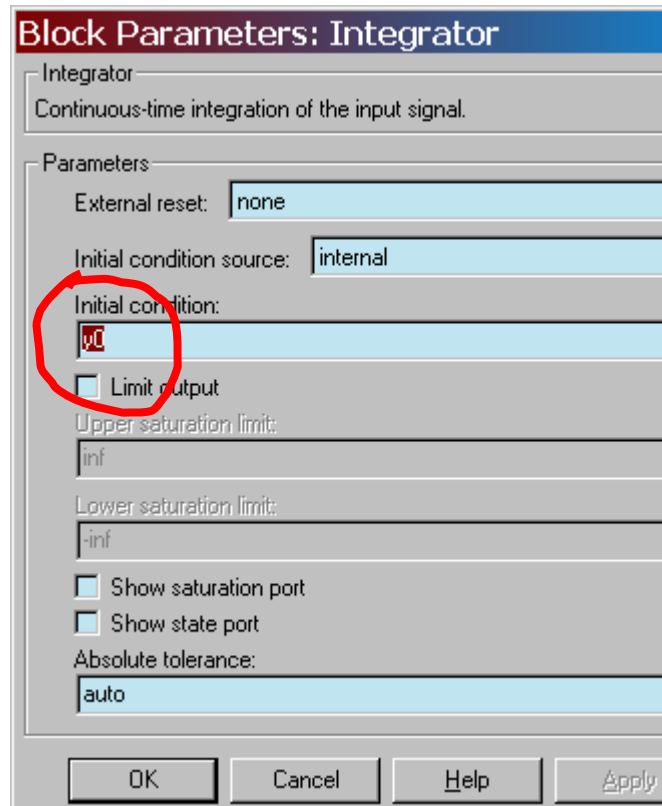 Block Parameters: Integrator
Integrator
Continuous-time integration of the input signal.
Parameters
External reset: none
Initial condition source: internal
Initial condition:
y0
Limit output
Upper saturation limit:
inf
Lower saturation limit:
-inf
Show saturation port
Show state port
Absolute tolerance:
auto
OK Cancel Help Apply